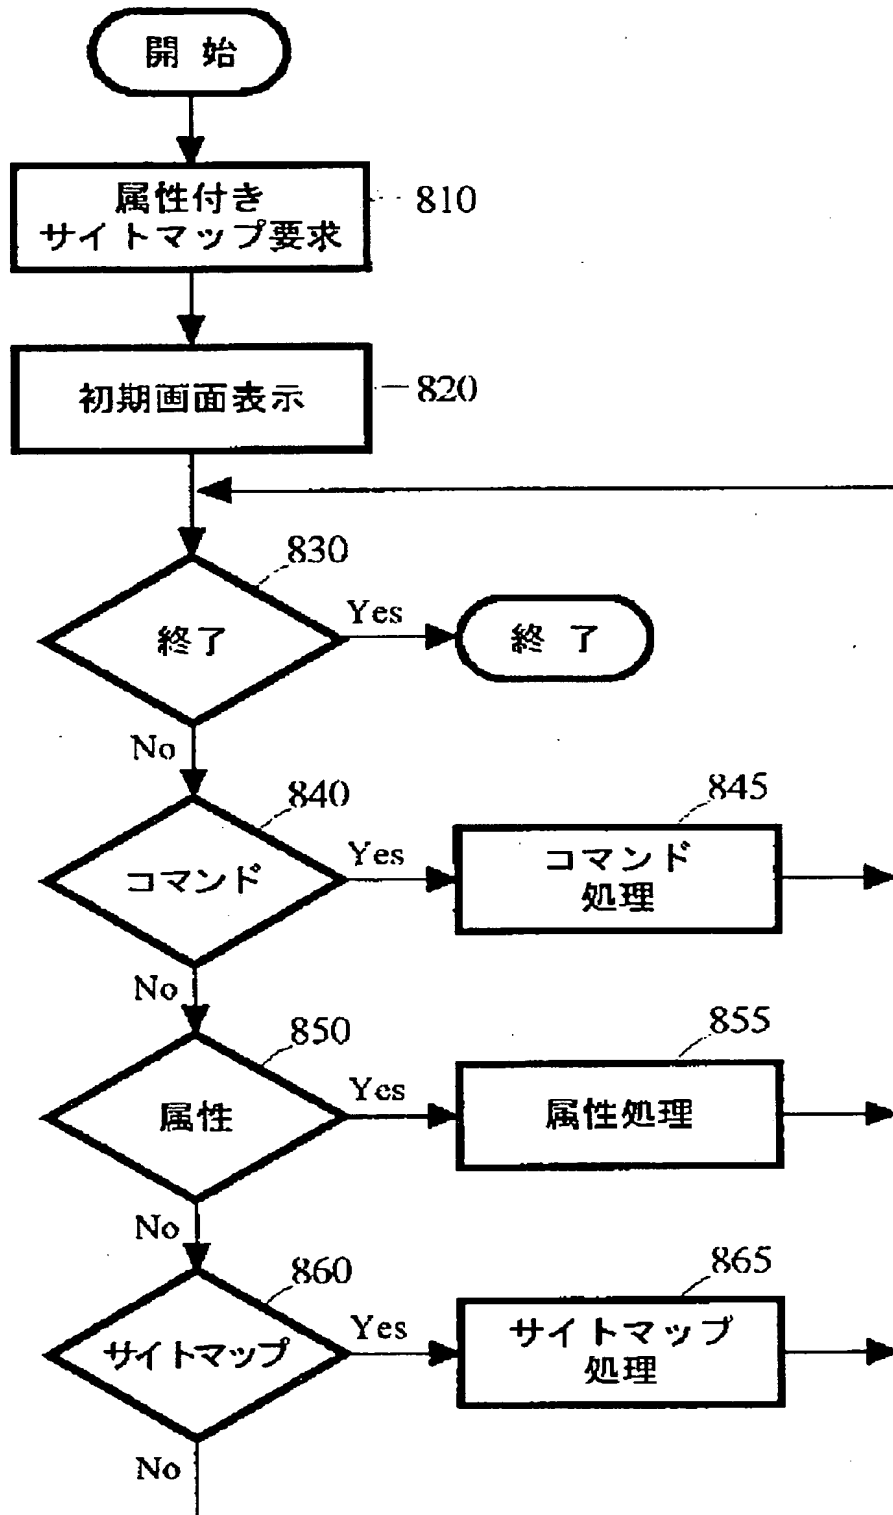 開始
属性付き
サイトマップ要求
810
初期画面表示
820
830
終了
Yes
終了
No
840
コマンド
Yes
845
コマンド
処理
No
850
属性
Yes
855
属性処理
No
860
サイトマップ
Yes
865
サイトマップ
処理
No